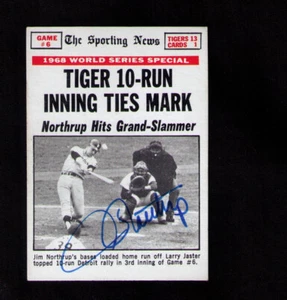 GAME #6
The Sporting News
TIGERS 13
CARDS 1
1968 WORLD SERIES SPECIAL
TIGER 10-RUN
INNING TIES MARK
Northrup Hits Grand-Slammer
J Northrup
Jim Northrup's bases loaded home run off Larry Jaster
topped 10-run Detroit rally in 3rd inning of Game #6.